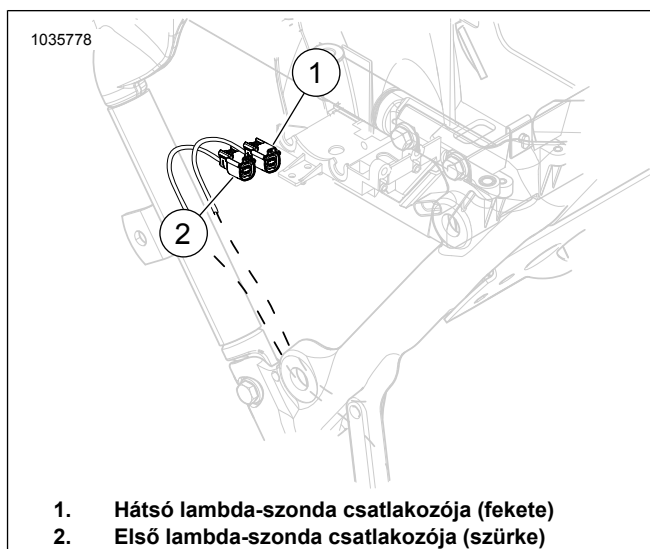 1035778
1
2
1. Hátsó lambda-szonda csatlakozója (fekete)
2. Első lambda-szonda csatlakozója (szürke)